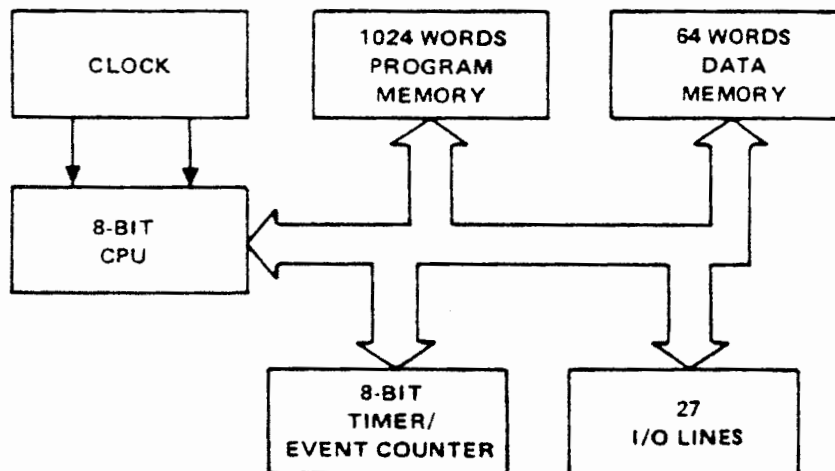 CLOCK
1024 WORDS
PROGRAM
MEMORY
64 WORDS
DATA
MEMORY
8-BIT
CPU
8-BIT
TIMER/
EVENT COUNTER
27
I/O LINES